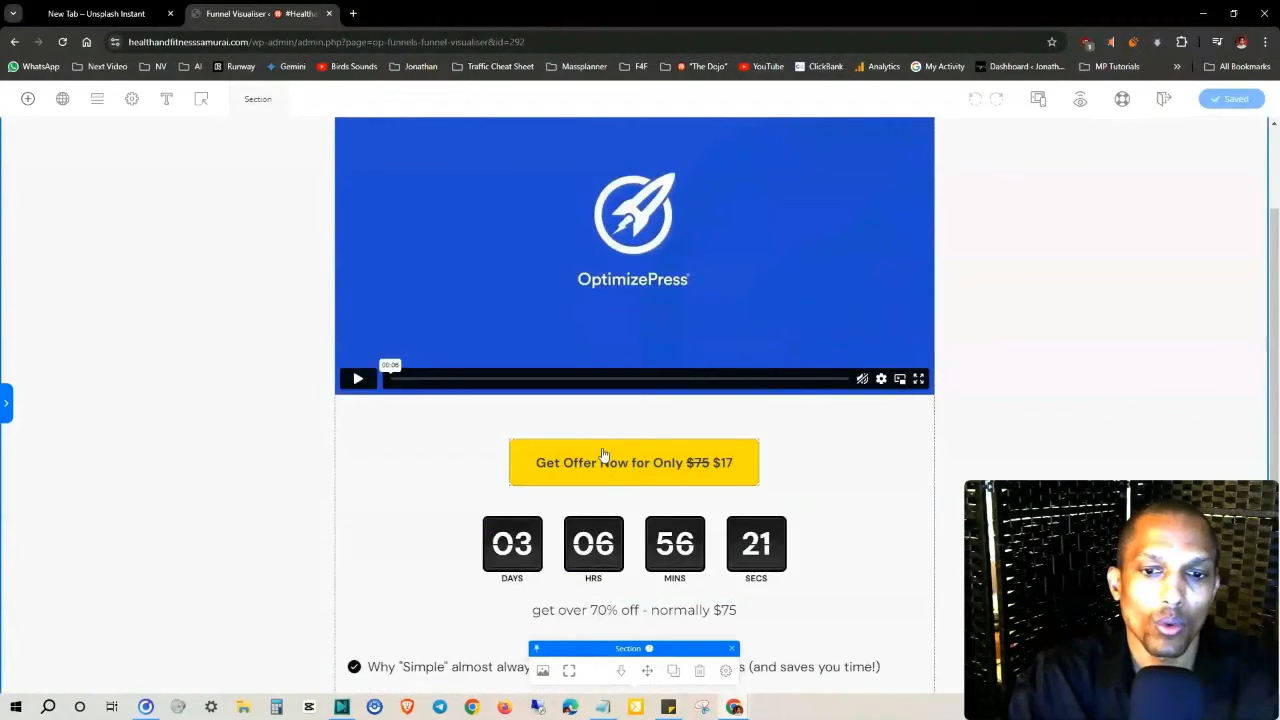 New Tab – Unsplash Instant
Funnel Visualiser ‹ #Health
healthandfitnesssamurai.com/wp-admin/admin.php?page=op-funnels-funnel-visualiser&id=292
WhatsApp
Next Video
NV
AI
Runway
Gemini
Birds Sounds
Jonathan
Traffic Cheat Sheet
Massplanner
F4F
"The Dojo"
YouTube
ClickBank
Analytics
My Activity
Dashboard ‹ Jonath...
MP Tutorials
All Bookmarks
Section
Saved
OptimizePress
00:06
Get Offer Now for Only $75 $17
03 06 56 21
DAYS HRS MINS SECS
get over 70% off - normally $75
Section
Why "Simple" almost alway
s (and saves you time!)